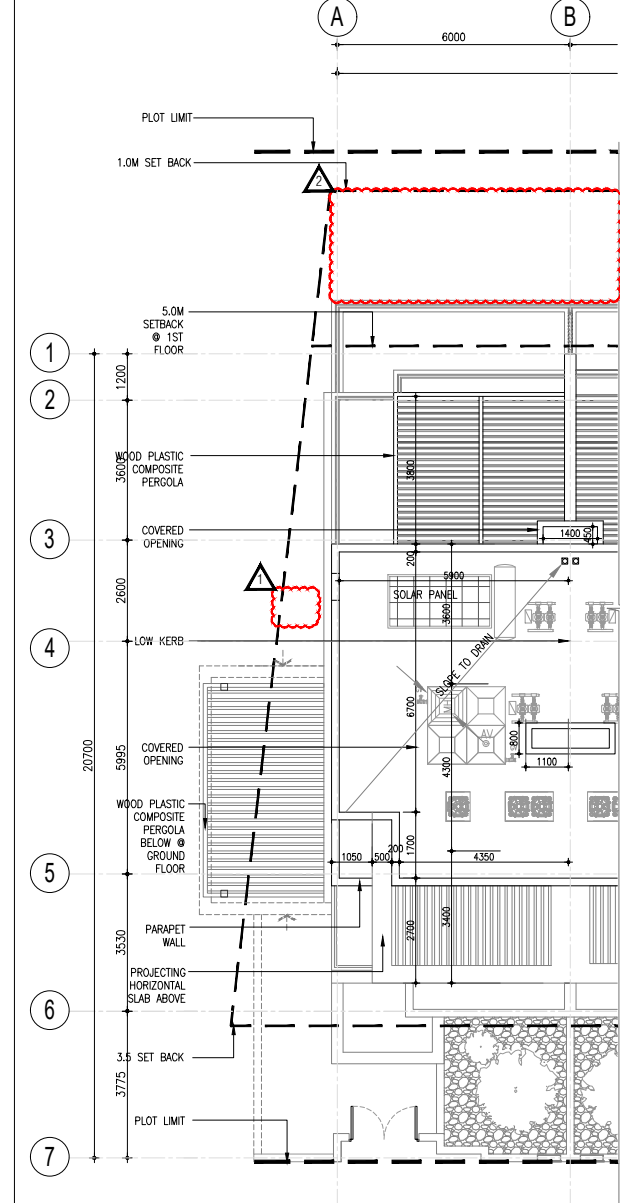 A
B
6000
PLOT LIMIT
1.0M SET BACK
2
5.0M
SETBACK
@ 1ST
FLOOR
1
1200
2
WOOD PLASTIC
COMPOSITE
PERGOLA
3600
3800
COVERED
OPENING
1400
450
3
200
5900
1
2600
SOLAR PANEL
3600
LOW KERB
4
SLOPE TO DRAIN
6700
20700
5995
COVERED
OPENING
AV
800
4300
1100
WOOD PLASTIC
COMPOSITE
PERGOLA
BELOW @
GROUND
FLOOR
1700
200
1050
500
4350
5
PARAPET
WALL
3400
2700
3530
PROJECTING
HORIZONTAL
SLAB ABOVE
6
3.5 SET BACK
3775
PLOT LIMIT
7